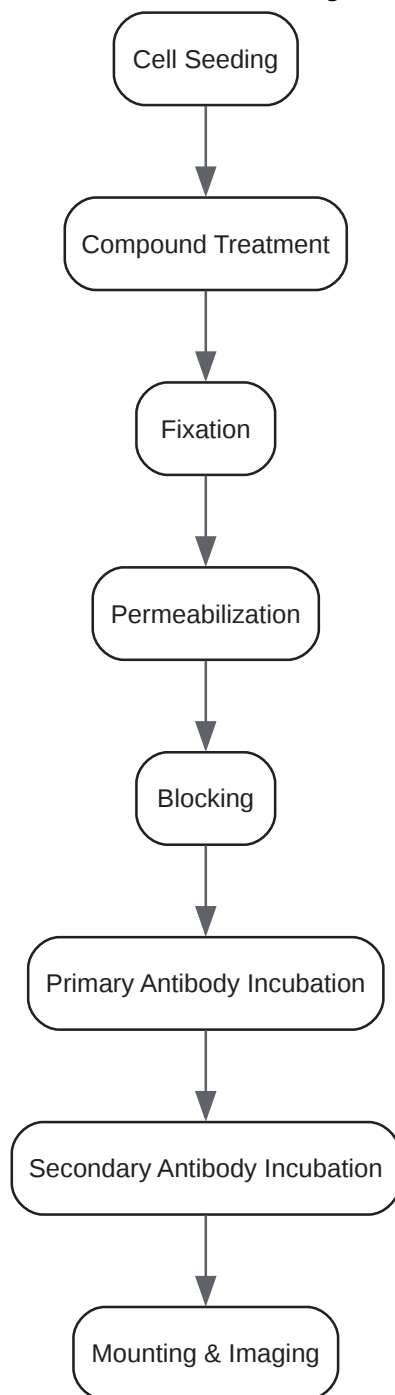 Cell Seeding
Compound Treatment
Fixation
Permeabilization
Blocking
Primary Antibody Incubation
Secondary Antibody Incubation
Mounting & Imaging